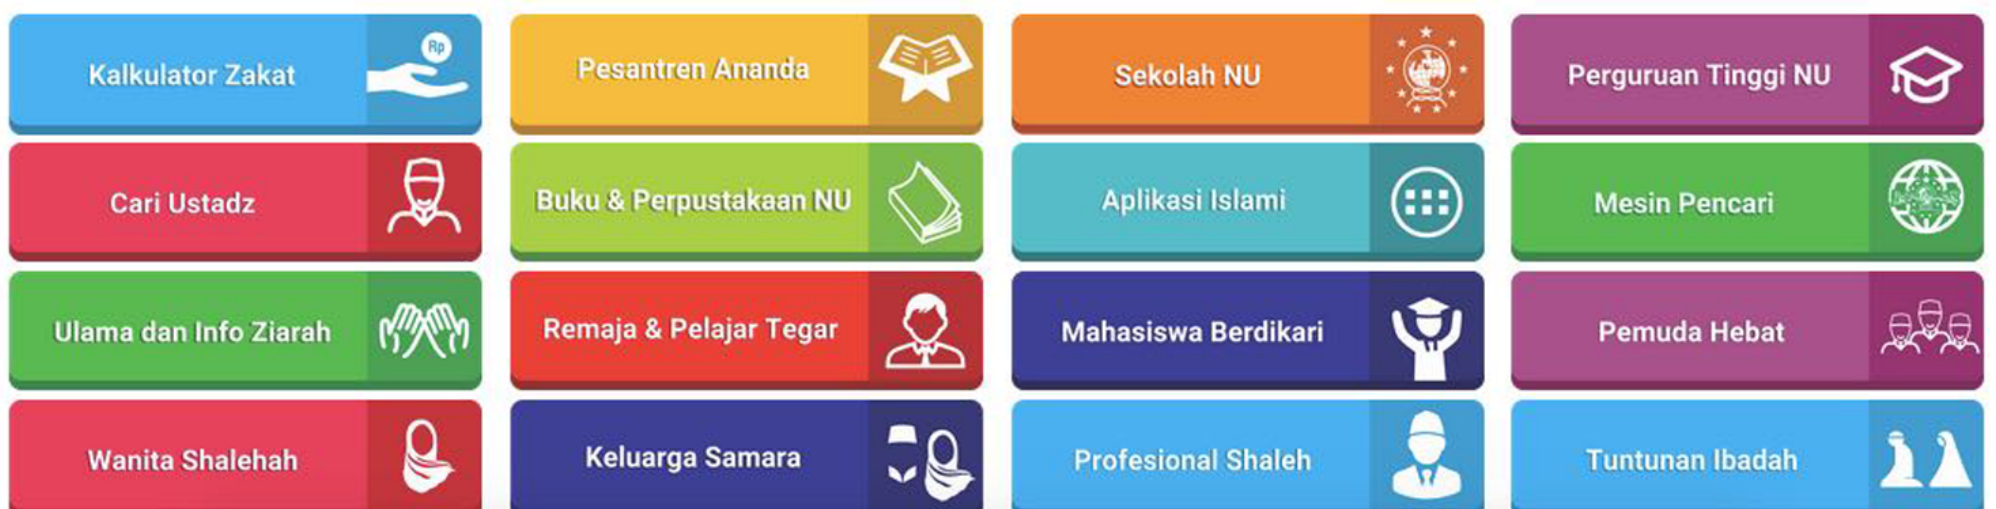 Kalkulator Zakat
Rp
Pesantren Ananda
Sekolah NU
Perguruan Tinggi NU
Cari Ustadz
Buku & Perpustakaan NU
Aplikasi Islami
Mesin Pencari
Ulama dan Info Ziarah
Remaja & Pelajar Tegar
Mahasiswa Berdikari
Pemuda Hebat
Wanita Shalehah
Keluarga Samara
Profesional Shaleh
Tuntunan Ibadah